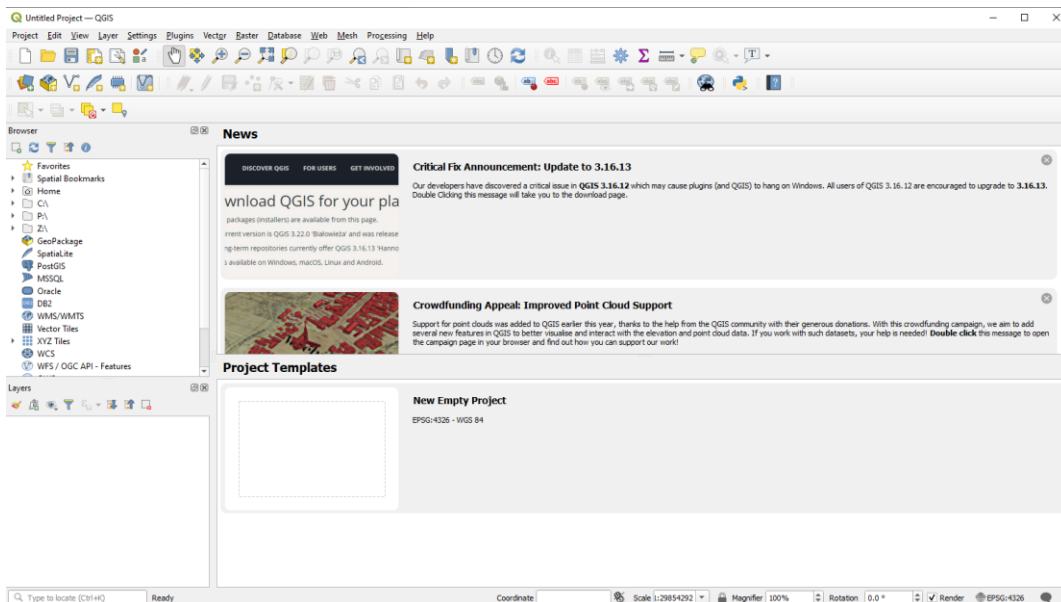 Untitled Project — QGIS
Project Edit View Layer Settings Plugins Vector Raster Database Web Mesh Processing Help
Browser
Favorites
Spatial Bookmarks
Home
C:\
P:\
Z:\
GeoPackage
SpatiaLite
PostGIS
MSSQL
Oracle
DB2
WMS/WMTS
Vector Tiles
XYZ Tiles
WCS
WFS / OGC API - Features
Layers
News
DISCOVER QGIS FOR USERS GET INVOLVED
wnload QGIS for your pla
packages (installers) are available from this page.
rrent version is QGIS 3.22.0 'Białowieża' and was release
ng-term repositories currently offer QGIS 3.16.13 'Hanno
s available on Windows, macOS, Linux and Android.
Critical Fix Announcement: Update to 3.16.13
Our developers have discovered a critical issue in QGIS 3.16.12 which may cause plugins (and QGIS) to hang on Windows. All users of QGIS 3.16.12 are encouraged to upgrade to 3.16.13.
Double Clicking this message will take you to the download page.
Crowdfunding Appeal: Improved Point Cloud Support
Support for point clouds was added to QGIS earlier this year, thanks to the help from the QGIS community with their generous donations. With this crowdfunding campaign, we aim to add
several new features in QGIS to better visualise and interact with the elevation and point cloud data. If you work with such datasets, your help is needed! Double click this message to open
the campaign page in your browser and find out how you can support our work!
Project Templates
New Empty Project
EPSG:4326 - WGS 84
Type to locate (Ctrl+K) Ready Coordinate Scale 1:29854292 Magnifier 100% Rotation 0.0 ° Render EPSG:4326